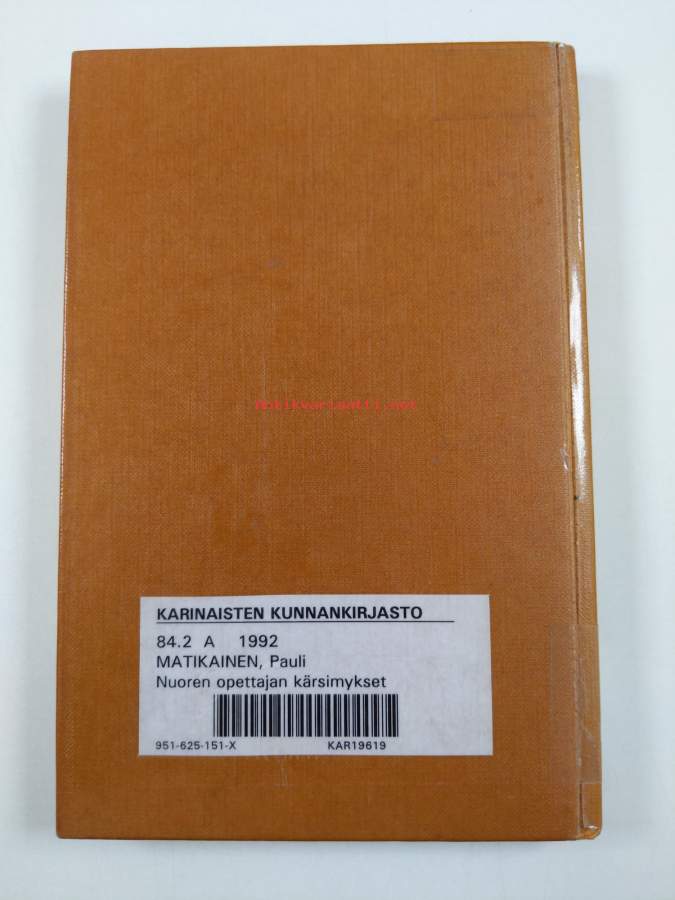 Antikvariaatti.net
KARINAISTEN KUNNANKIRJASTO
84.2 A 1992
MATIKAINEN, Pauli
Nuoren opettajan kärsimykset
951-625-151-X KAR19619